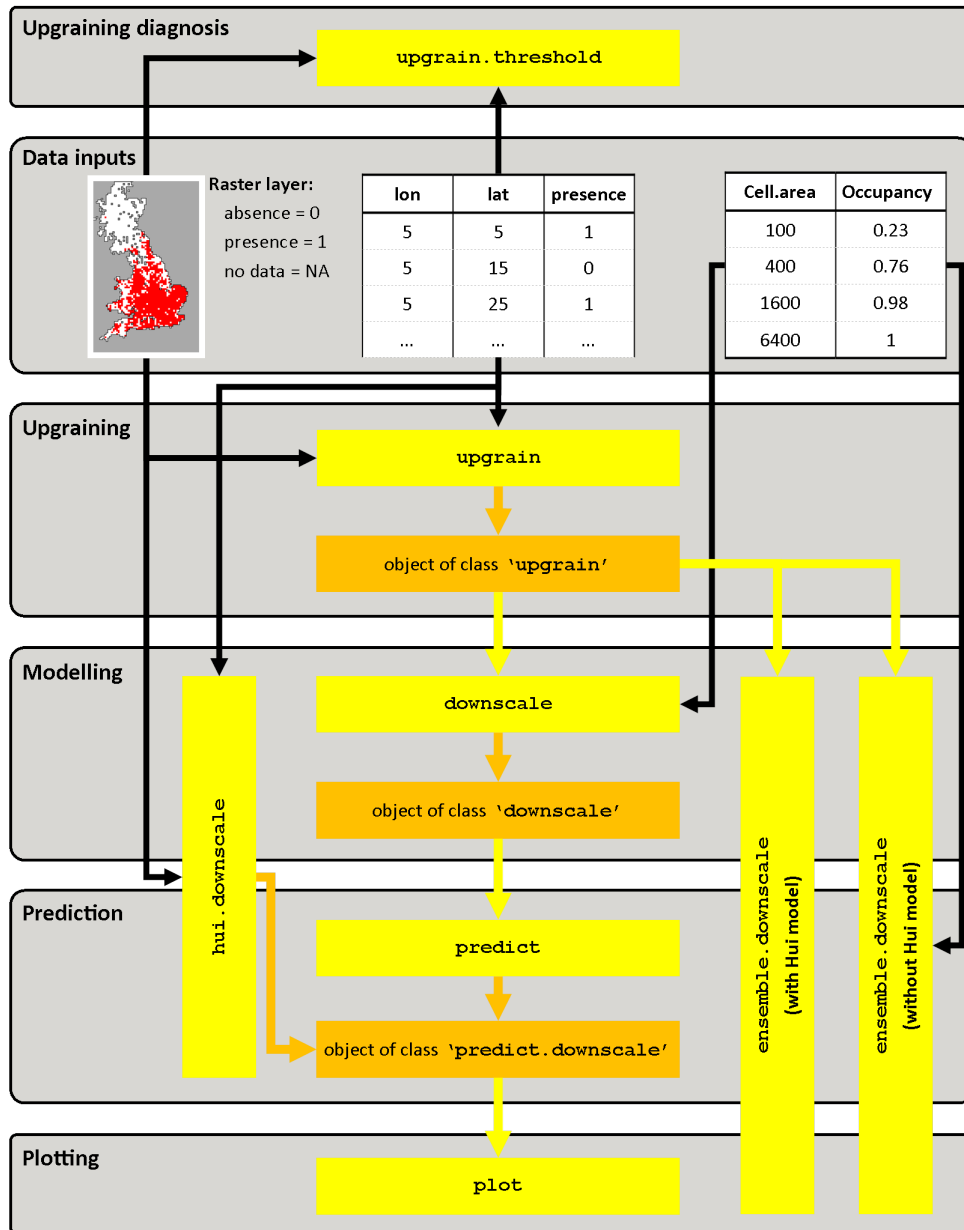 Upgraining diagnosis
upgrain.threshold
Data inputs
Raster layer:
absence = 0
presence = 1
no data = NA
lon lat presence
5 5 1
5 15 0
5 25 1
... ... ...
Cell.area Occupancy
100 0.23
400 0.76
1600 0.98
6400 1
Upgraining
upgrain
object of class ‘upgrain’
Modelling
hui.downscale
downscale
object of class ‘downscale’
ensemble.downscale
(with Hui model)
ensemble.downscale
(without Hui model)
Prediction
predict
object of class ‘predict.downscale’
Plotting
plot